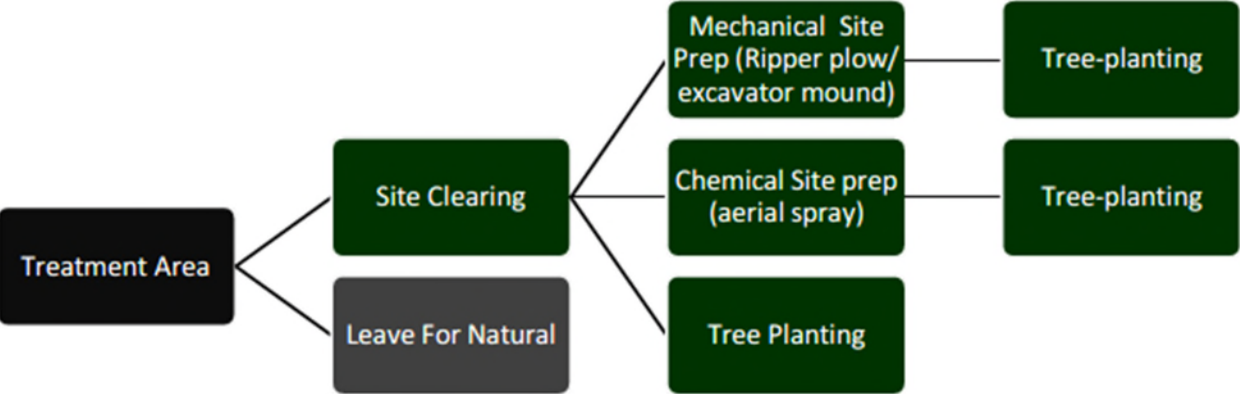 Treatment Area
Site Clearing
Leave For Natural
Mechanical Site
Prep (Ripper plow/
excavator mound)
Tree-planting
Chemical Site prep
(aerial spray)
Tree-planting
Tree Planting